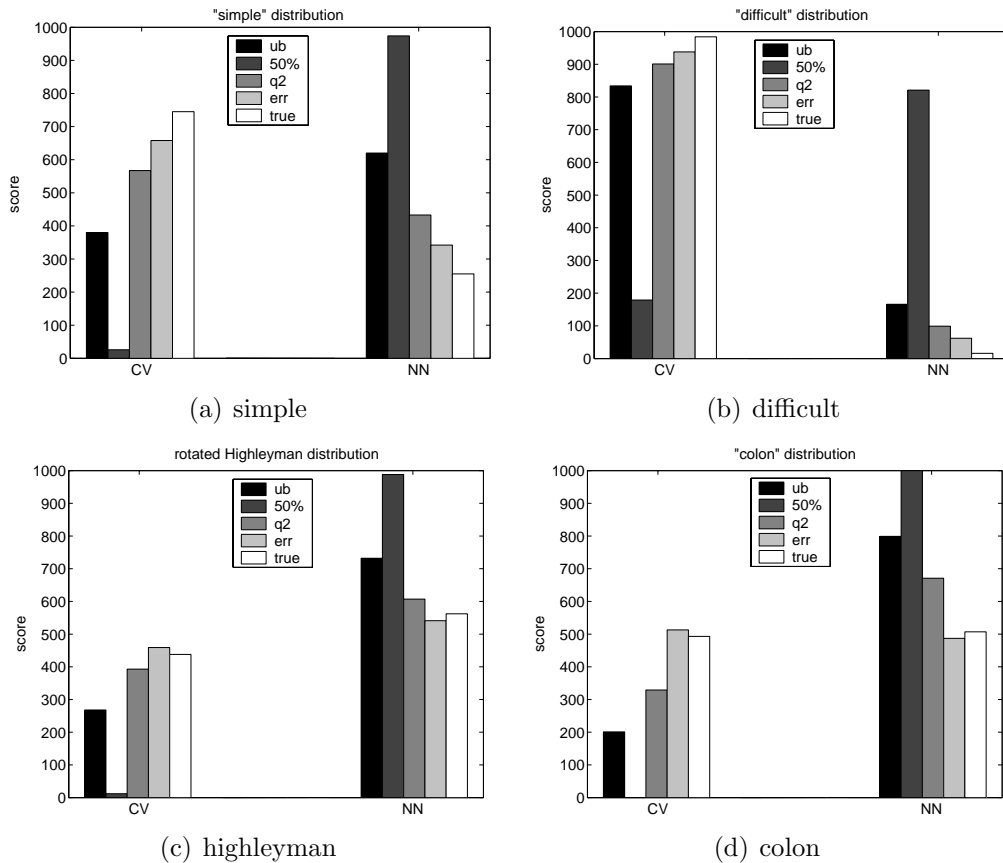 "simple" distribution
1000
900
800
700
600
500
400
300
200
100
0
score
ub
50%
q2
err
true
CV
NN
(a) simple
"difficult" distribution
1000
900
800
700
600
500
400
300
200
100
0
score
ub
50%
q2
err
true
CV
NN
(b) difficult
rotated Highleyman distribution
1000
900
800
700
600
500
400
300
200
100
0
score
ub
50%
q2
err
true
CV
NN
(c) highleyman
"colon" distribution
1000
900
800
700
600
500
400
300
200
100
0
score
ub
50%
q2
err
true
CV
NN
(d) colon